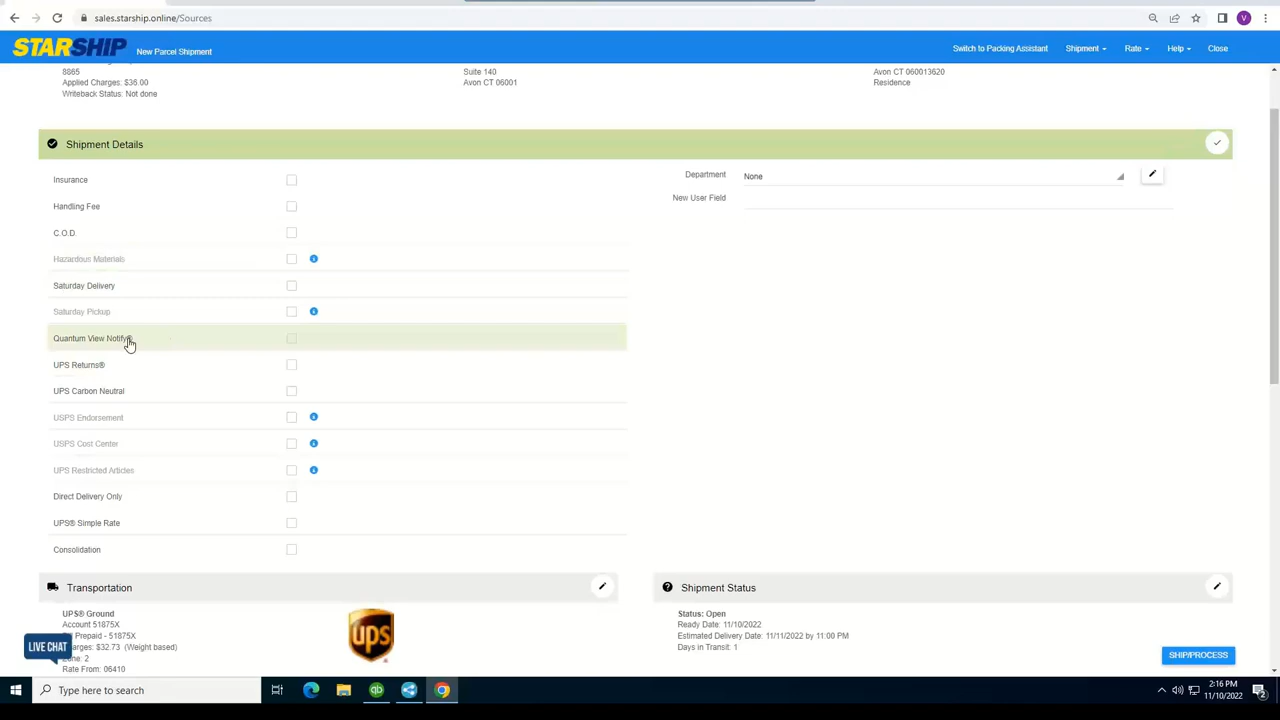 sales.starship.online/Sources
V
STARSHIP New Parcel Shipment Switch to Packing Assistant Shipment Rate Help Close
8865 Suite 140 Avon CT 060013620
Applied Charges: $36.00 Avon CT 06001 Residence
Writeback Status: Not done
Shipment Details
Insurance
Department None
Handling Fee
New User Field
C.O.D.
Hazardous Materials
Saturday Delivery
Saturday Pickup
Quantum View Notify®
UPS Returns®
UPS Carbon Neutral
USPS Endorsement
USPS Cost Center
UPS Restricted Articles
Direct Delivery Only
UPS® Simple Rate
Consolidation
Transportation
UPS® Ground
Account 51875X
Prepaid - 51875X
Charges: $32.73 (Weight based)
Zone: 2
Rate From: 06410
ups
LIVE CHAT
Shipment Status
Status: Open
Ready Date: 11/10/2022
Estimated Delivery Date: 11/11/2022 by 11:00 PM
Days in Transit: 1
SHIP/PROCESS
Type here to search
qb
2:16 PM
11/10/2022
2